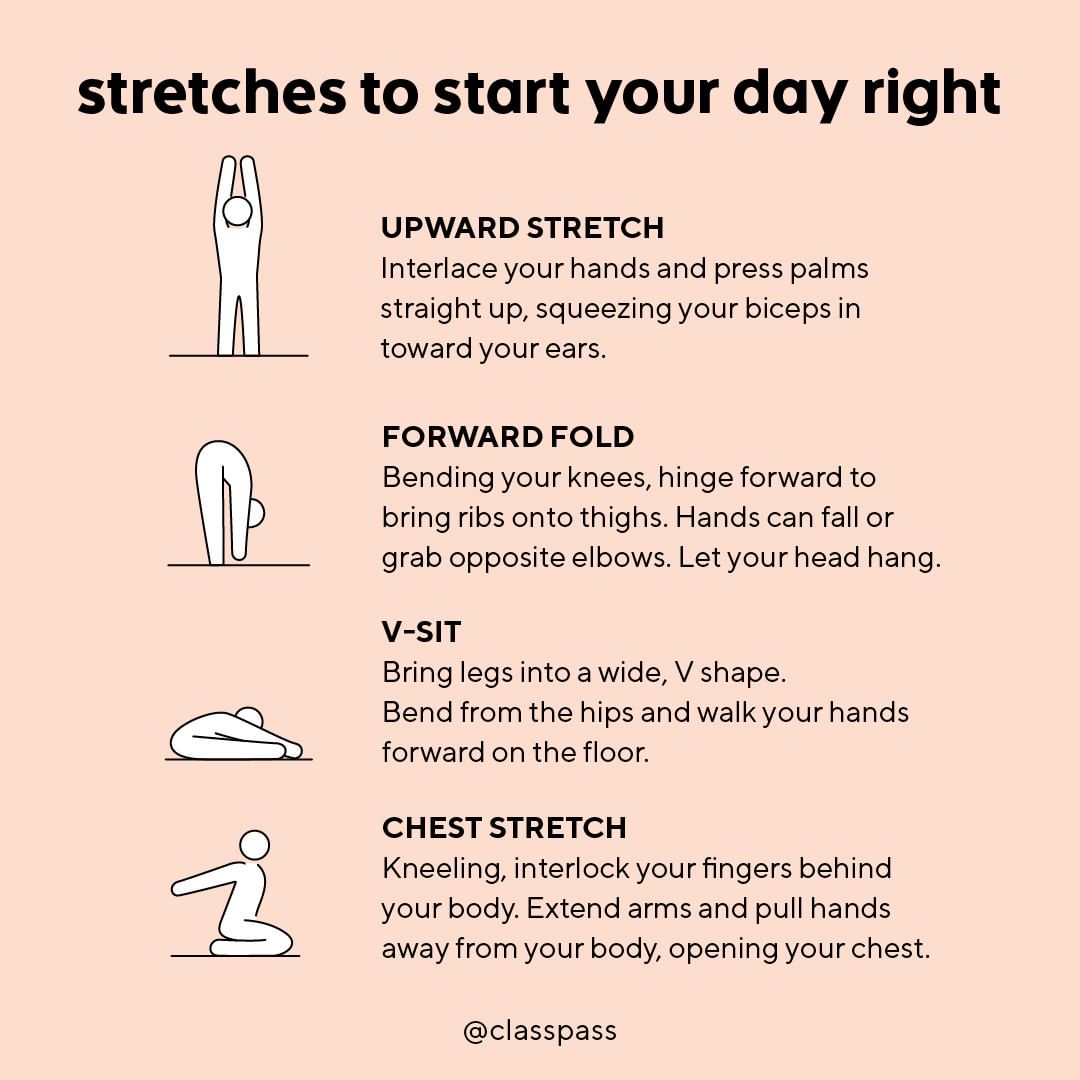 stretches to start your day right
UPWARD STRETCH
Interlace your hands and press palms
straight up, squeezing your biceps in
toward your ears.
FORWARD FOLD
Bending your knees, hinge forward to
bring ribs onto thighs. Hands can fall or
grab opposite elbows. Let your head hang.
V-SIT
Bring legs into a wide, V shape.
Bend from the hips and walk your hands
forward on the floor.
CHEST STRETCH
Kneeling, interlock your fingers behind
your body. Extend arms and pull hands
away from your body, opening your chest.
@classpass